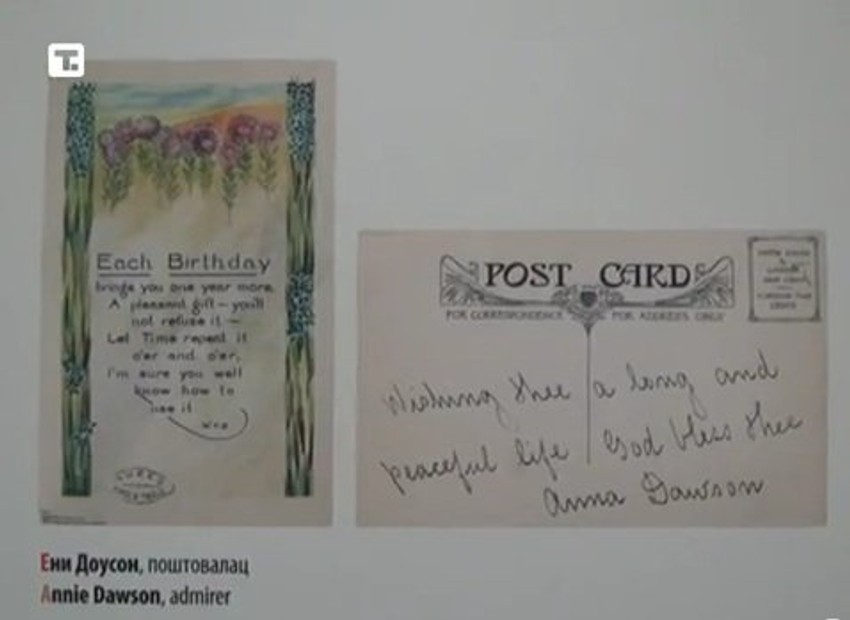 T.
Each Birthday
brings you one year more,
A pleasant gift - you'll
not refuse it -
Let Time repeat it
o'er and o'er,
I'm sure you well
know how to
use it
POST CARD
FOR CORRESPONDENCE
FOR ADDRESS ONLY
Wishing thee a long and
peaceful life God bless thee
Anna Dawson
Ени Доусон, поштовалац
Annie Dawson, admirer